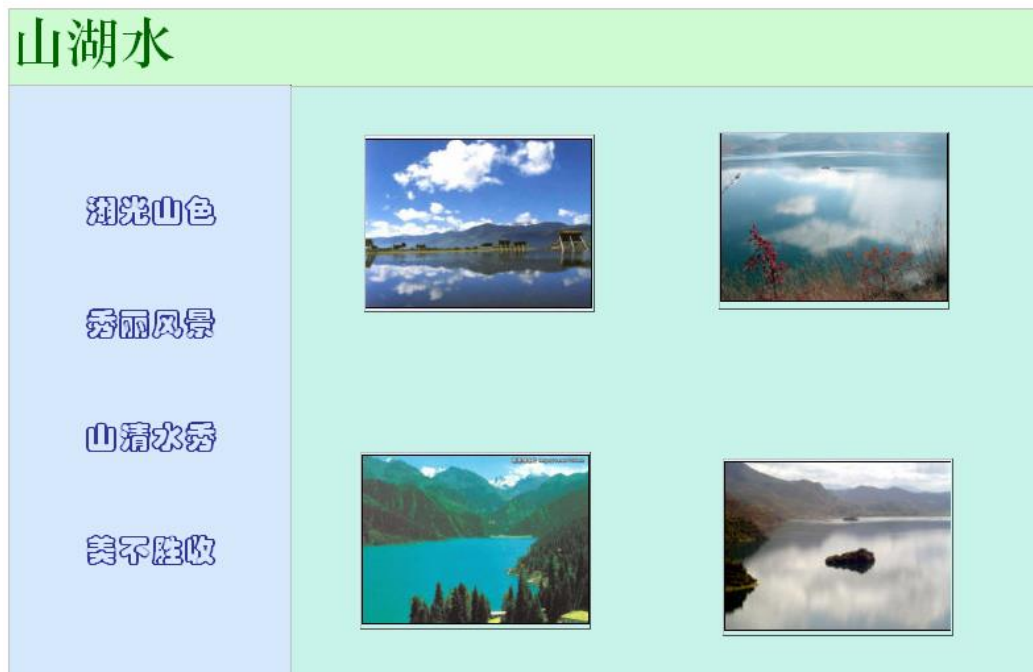 山湖水
湖光山色
秀丽风景
山清水秀
美不胜收